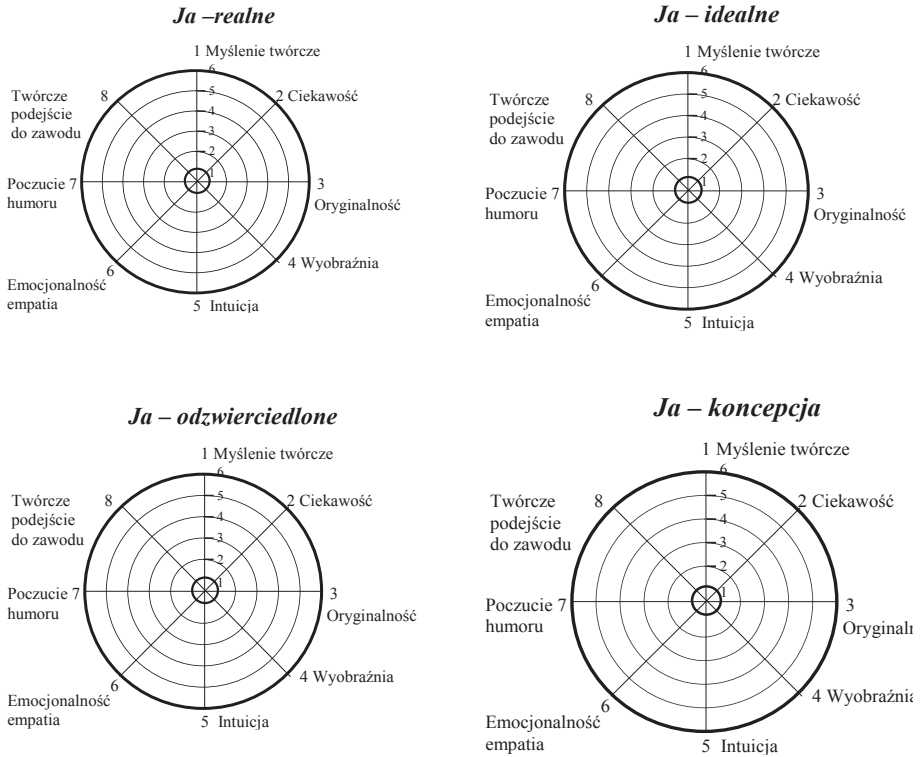 Ja –realne
1 Myślenie twórcze
6
5
4
3
2
1
2 Ciekawość
3
Oryginalność
4 Wyobraźnia
5 Intuicja
6
Emocjonalność
empatia
Poczucie 7
humoru
8
Twórcze
podejście
do zawodu
Ja – idealne
1 Myślenie twórcze
6
5
4
3
2
1
2 Ciekawość
3
Oryginalność
4 Wyobraźnia
5 Intuicja
6
Emocjonalność
empatia
Poczucie 7
humoru
8
Twórcze
podejście
do zawodu
Ja – odzwierciedlone
1 Myślenie twórcze
6
5
4
3
2
1
2 Ciekawość
3
Oryginalność
4 Wyobraźnia
5 Intuicja
6
Emocjonalność
empatia
Poczucie 7
humoru
8
Twórcze
podejście
do zawodu
Ja – koncepcja
1 Myślenie twórcze
6
5
4
3
2
1
2 Ciekawość
3
Oryginaln
4 Wyobraźnia
5 Intuicja
6
Emocjonalność
empatia
Poczucie 7
humoru
8
Twórcze
podejście
do zawodu